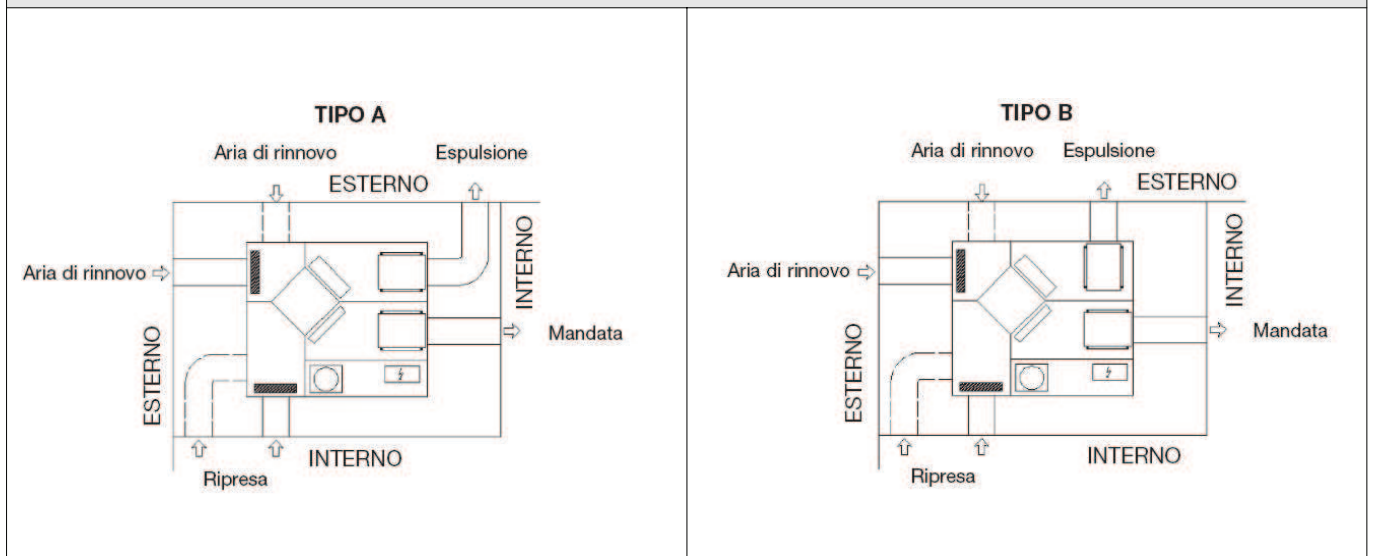 TIPO A
Aria di rinnovo
Espulsione
ESTERNO
Aria di rinnovo
INTERNO
Mandata
ESTERNO
INTERNO
Ripresa
TIPO B
Aria di rinnovo
Espulsione
ESTERNO
Aria di rinnovo
INTERNO
Mandata
ESTERNO
INTERNO
Ripresa